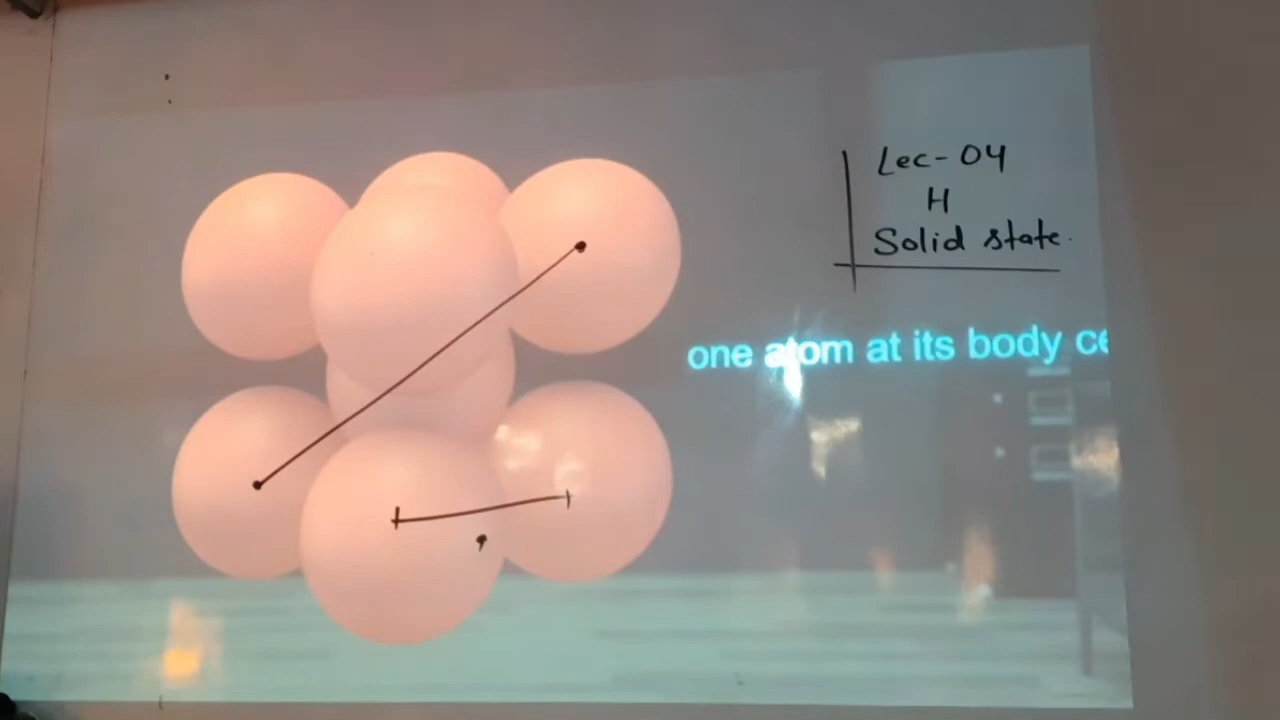 Lec-04
H
Solid state.
one atom at its body ce